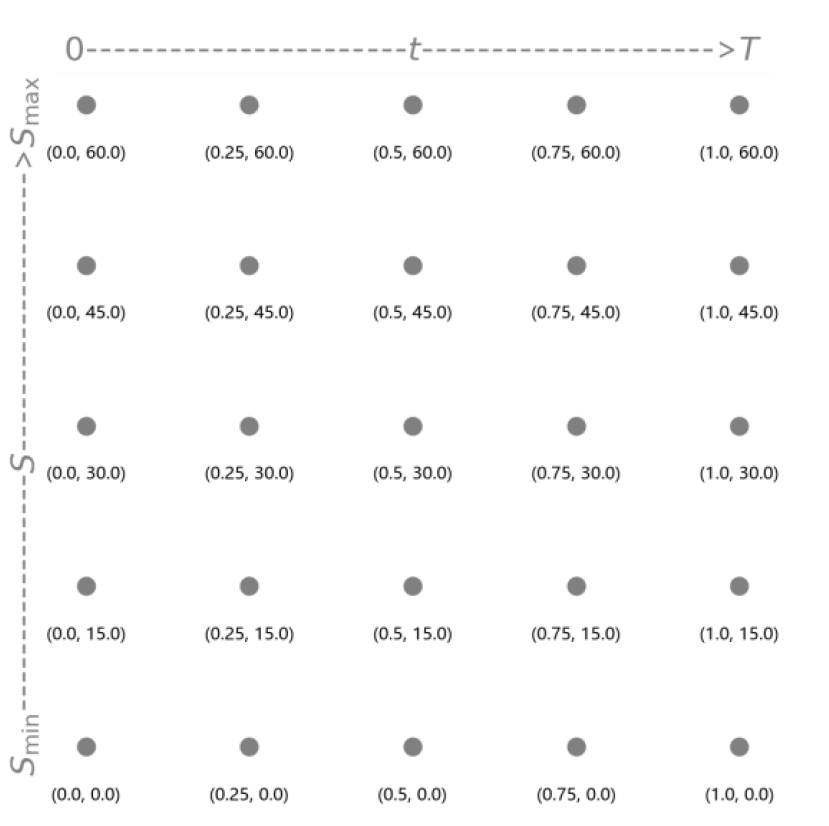 0----------------------------t-------------------------->T
Smin---------------S-------------------->Smax
(0.0, 60.0) (0.25, 60.0) (0.5, 60.0) (0.75, 60.0) (1.0, 60.0)
(0.0, 45.0) (0.25, 45.0) (0.5, 45.0) (0.75, 45.0) (1.0, 45.0)
(0.0, 30.0) (0.25, 30.0) (0.5, 30.0) (0.75, 30.0) (1.0, 30.0)
(0.0, 15.0) (0.25, 15.0) (0.5, 15.0) (0.75, 15.0) (1.0, 15.0)
(0.0, 0.0) (0.25, 0.0) (0.5, 0.0) (0.75, 0.0) (1.0, 0.0)